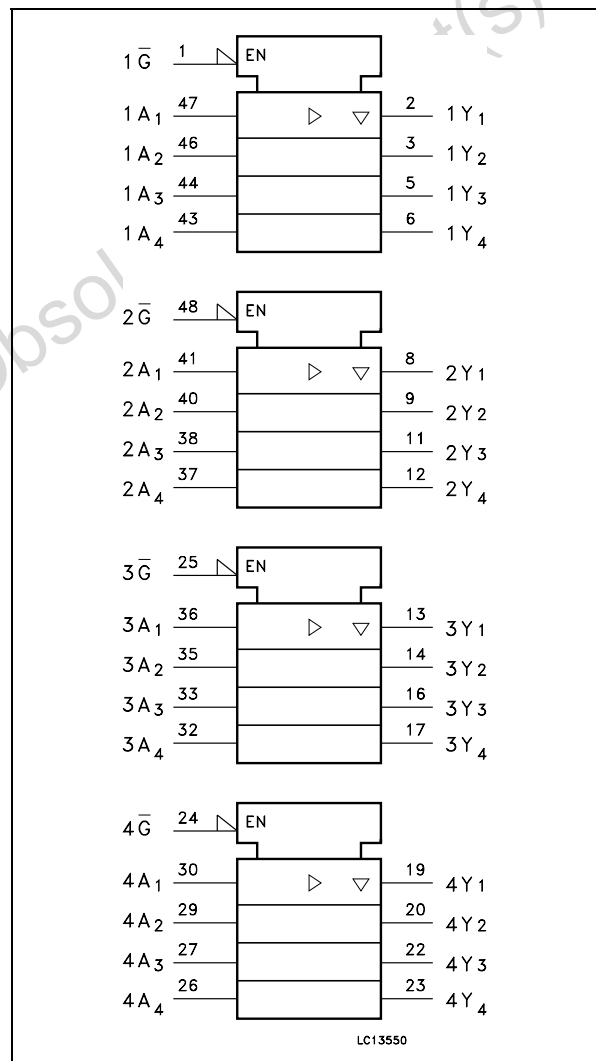 t(s)
Obsol
1G̅ 1 EN
1A1 47 2 1Y1
1A2 46 3 1Y2
1A3 44 5 1Y3
1A4 43 6 1Y4
2G̅ 48 EN
2A1 41 8 2Y1
2A2 40 9 2Y2
2A3 38 11 2Y3
2A4 37 12 2Y4
3G̅ 25 EN
3A1 36 13 3Y1
3A2 35 14 3Y2
3A3 33 16 3Y3
3A4 32 17 3Y4
4G̅ 24 EN
4A1 30 19 4Y1
4A2 29 20 4Y2
4A3 27 22 4Y3
4A4 26 23 4Y4
LC13550